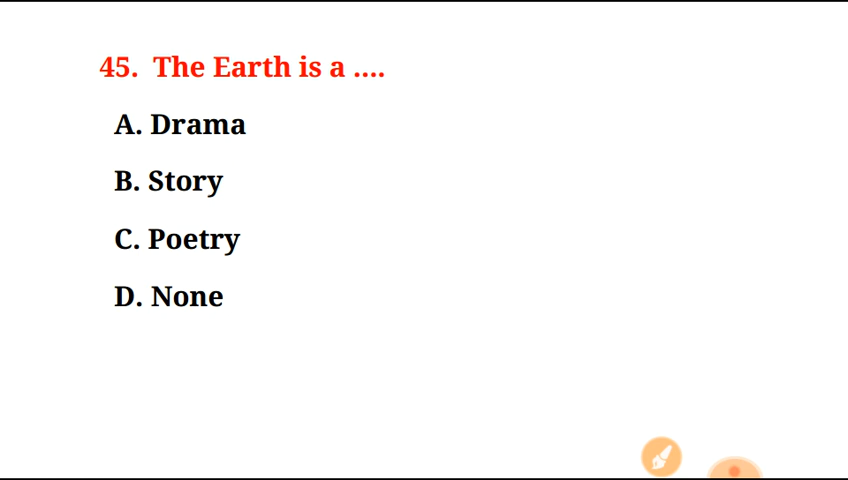 45. The Earth is a ....
A. Drama
B. Story
C. Poetry
D. None